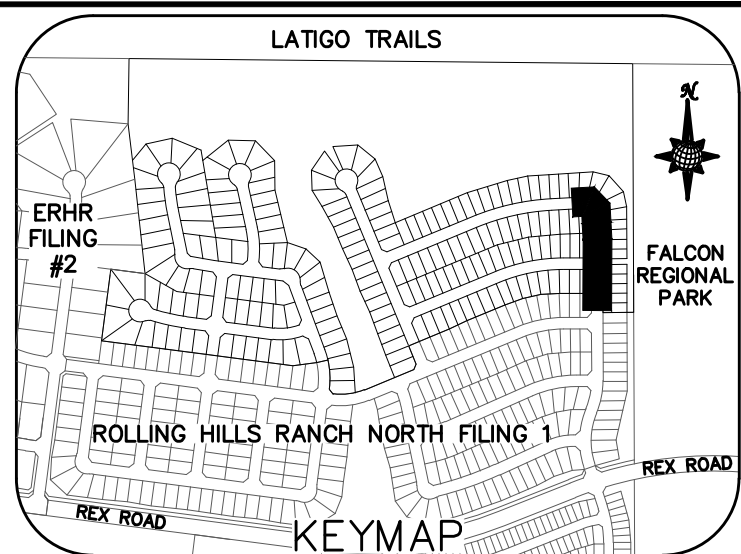 LATIGO TRAILS
N
ERHR
FILING
#2
FALCON
REGIONAL
PARK
ROLLING HILLS RANCH NORTH FILING 1
REX ROAD
REX ROAD
KEYMAP